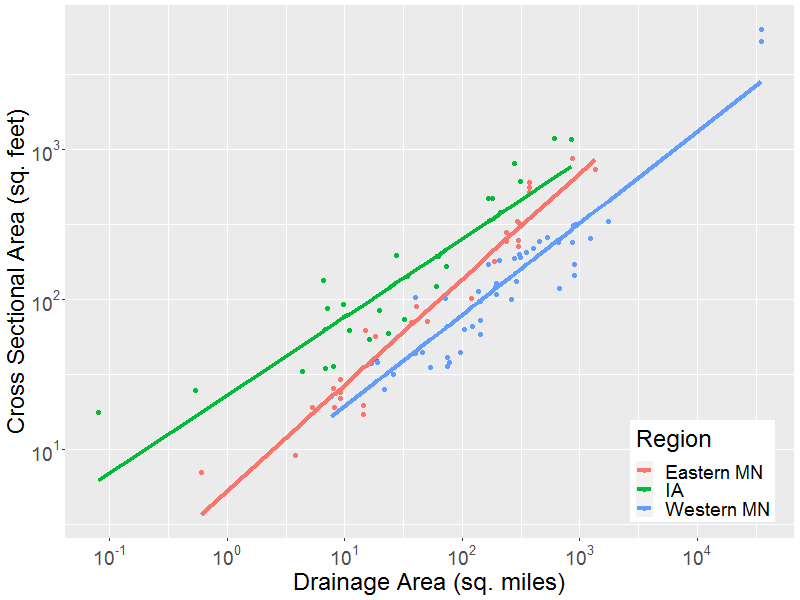 Cross Sectional Area (sq. feet)
10³
10²
10¹
Region
Eastern MN
IA
Western MN
10⁻¹ 10⁰ 10¹ 10² 10³ 10⁴
Drainage Area (sq. miles)